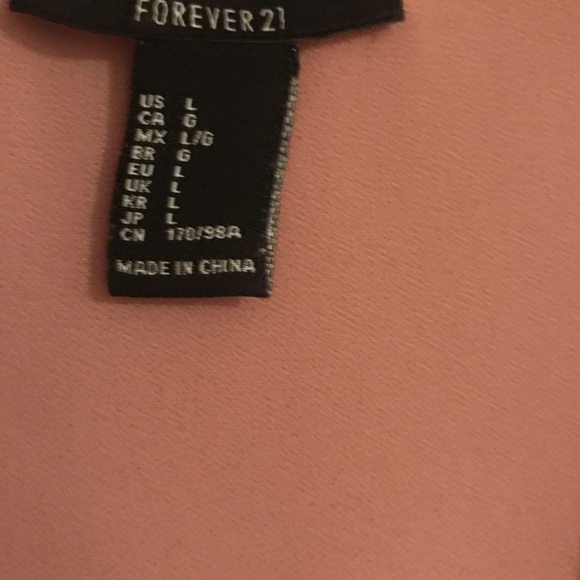 FOREVER 21
US L
CA G
MX L/G
BR G
EU L
UK L
KR L
JP L
CN 170/98A
MADE IN CHINA